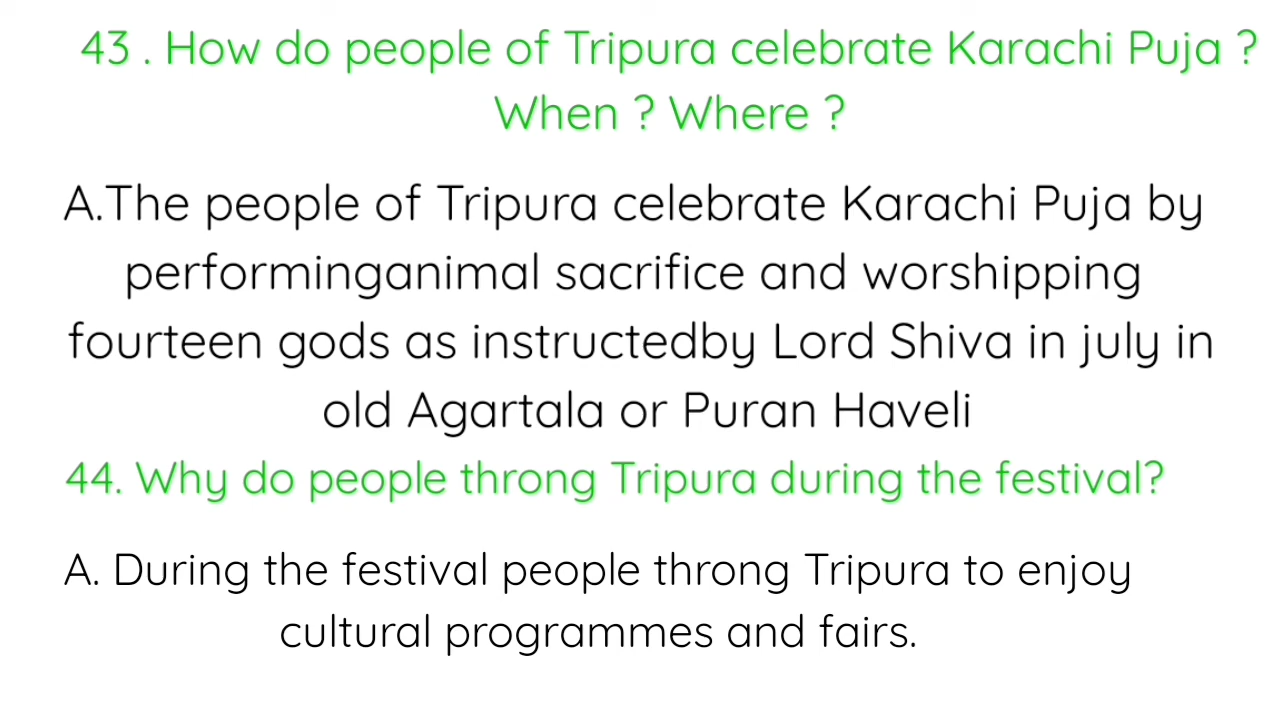 43 . How do people of Tripura celebrate Karachi Puja ?
When ? Where ?
A.The people of Tripura celebrate Karachi Puja by
performinganimal sacrifice and worshipping
fourteen gods as instructedby Lord Shiva in july in
old Agartala or Puran Haveli
44. Why do people throng Tripura during the festival?
A. During the festival people throng Tripura to enjoy
cultural programmes and fairs.